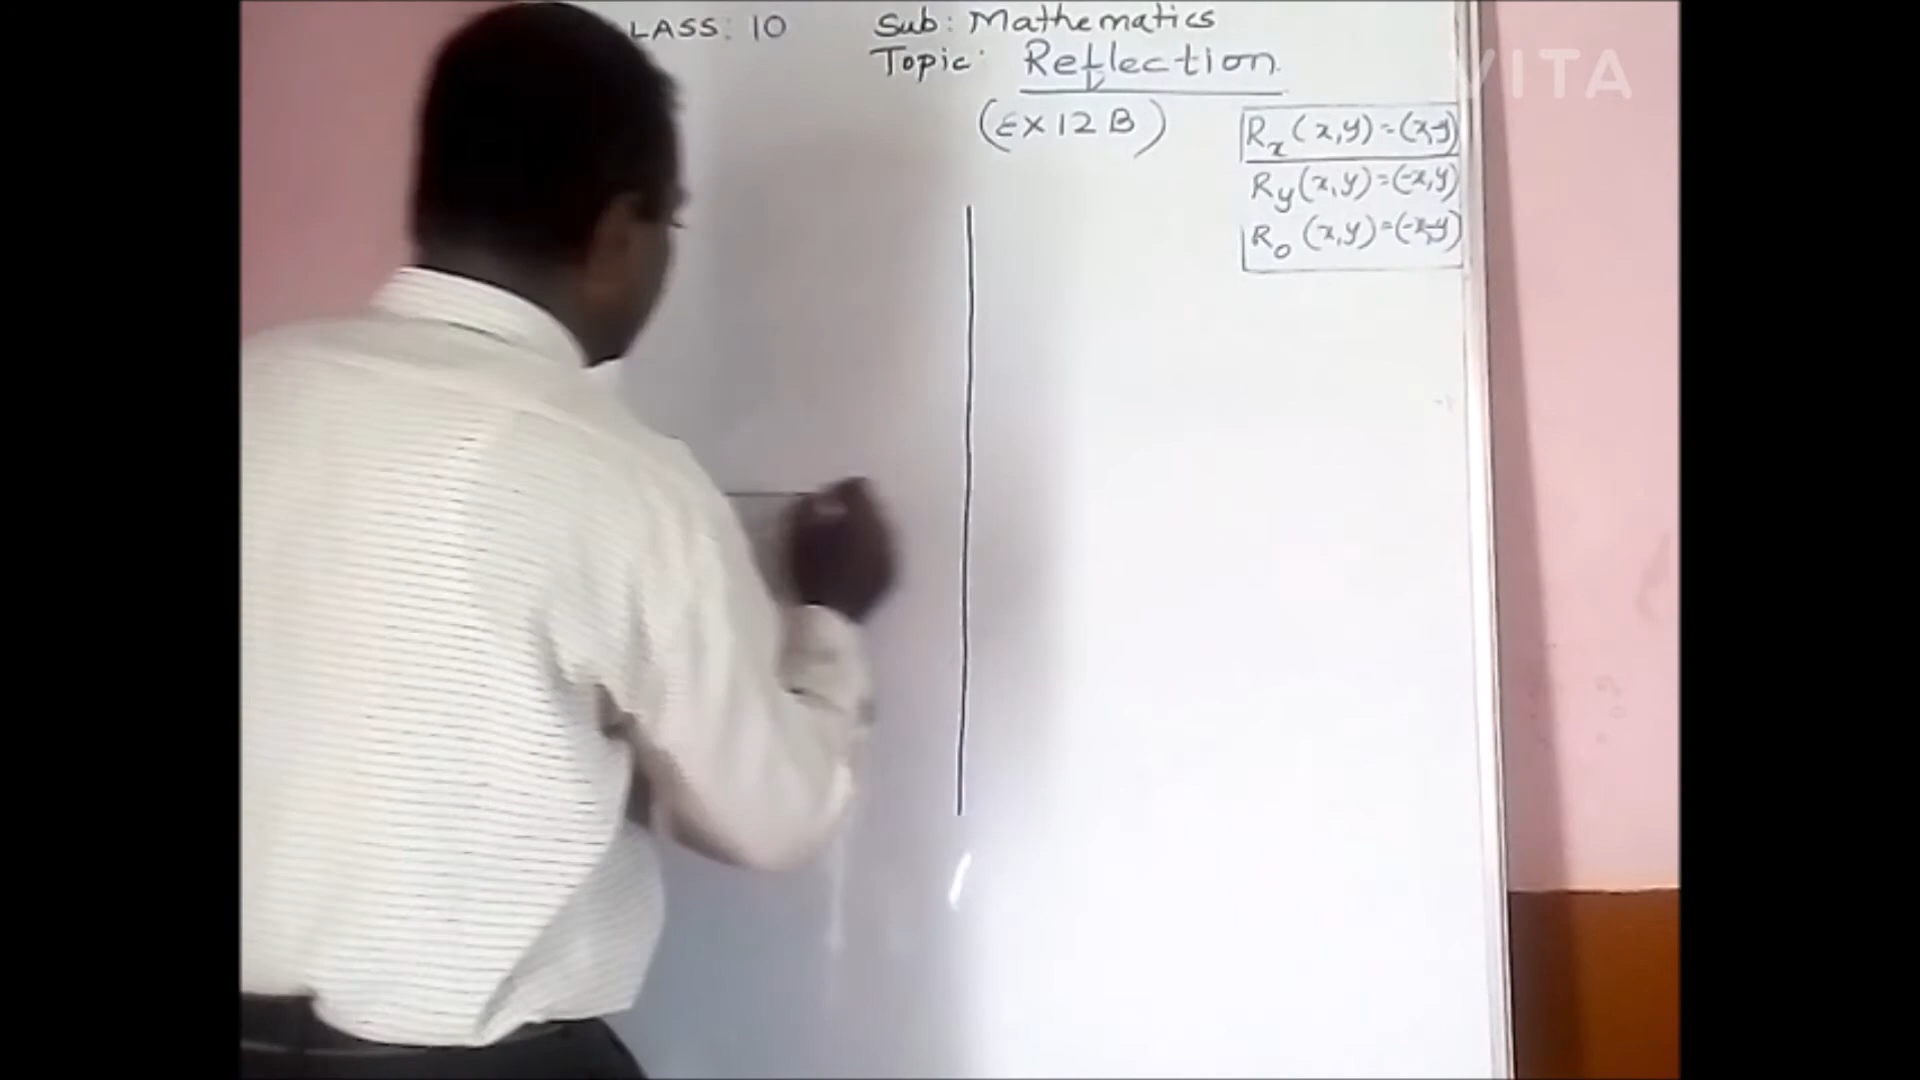 LASS: 10
Sub: Mathematics
Topic: Reflection.
(EX 12 B)
Rx (x,y) = (x,-y)
Ry (x,y) = (-x,y)
Ro (x,y) = (-x,-y)
VITA